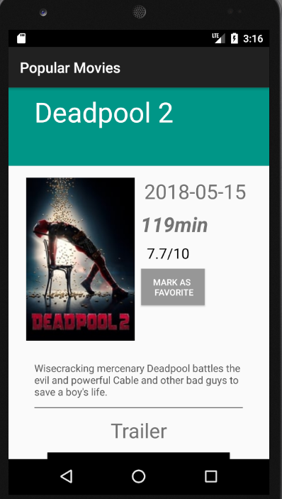 LTE 3:16
Popular Movies
Deadpool 2
2018-05-15
119min
7.7/10
MARK AS
FAVORITE
DEADPOOL 2
Wisecracking mercenary Deadpool battles the
evil and powerful Cable and other bad guys to
save a boy's life.
Trailer